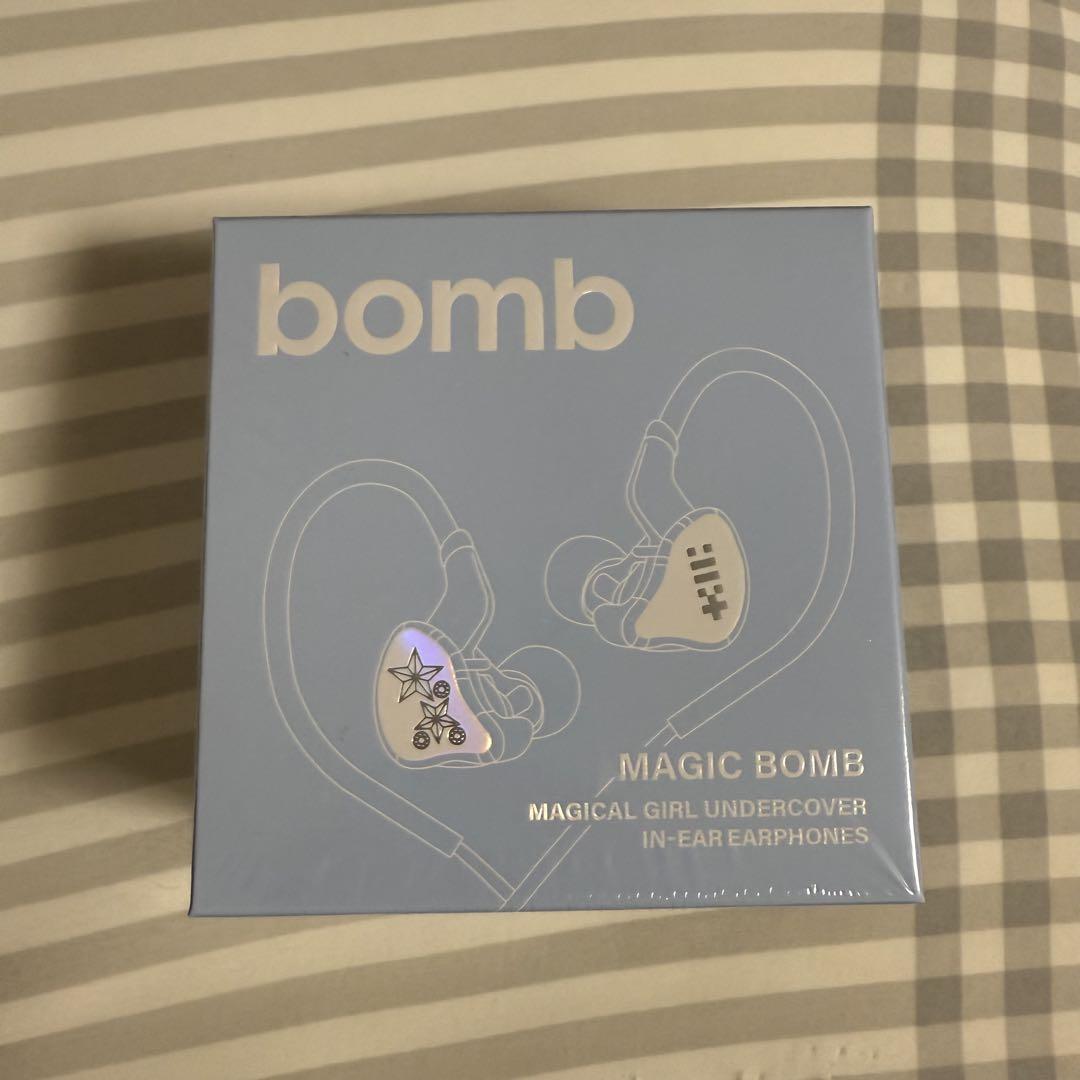 bomb
MAGIC BOMB
MAGICAL GIRL UNDERCOVER
IN-EAR EARPHONES